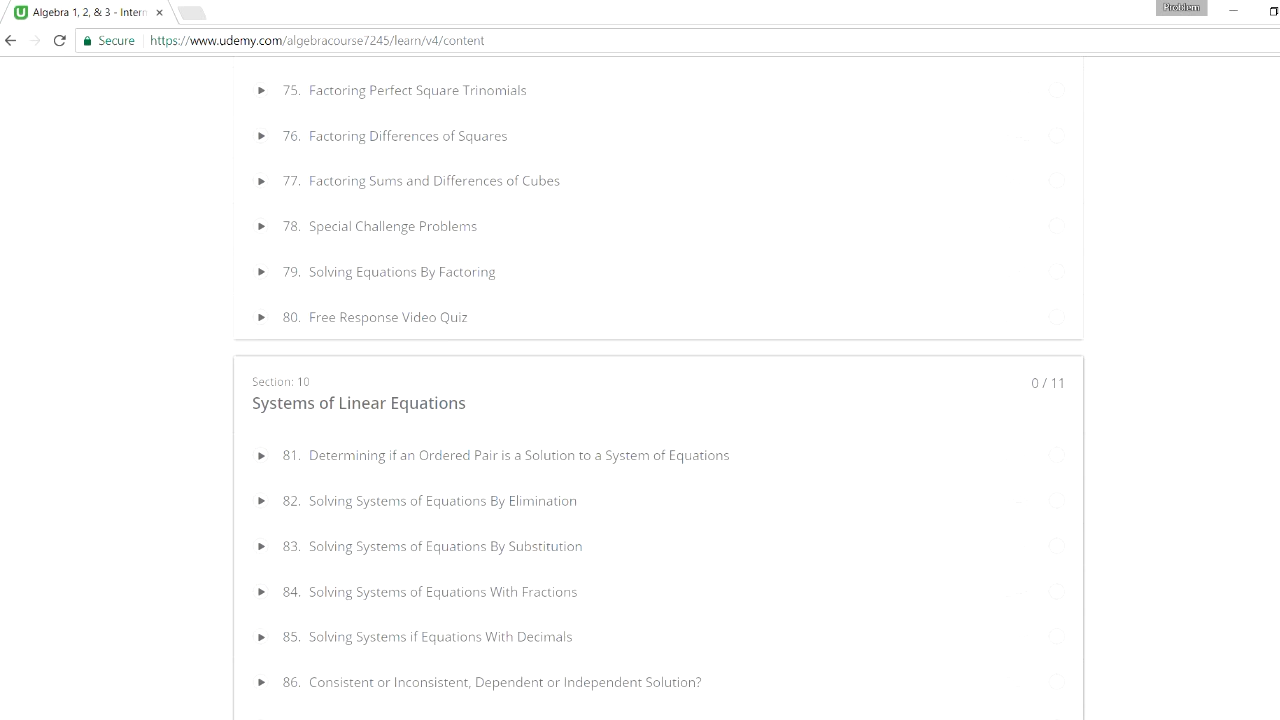 Algebra 1, 2, & 3 - Intern
Problem
Secure https://www.udemy.com/algebracourse7245/learn/v4/content
75. Factoring Perfect Square Trinomials
76. Factoring Differences of Squares
77. Factoring Sums and Differences of Cubes
78. Special Challenge Problems
79. Solving Equations By Factoring
80. Free Response Video Quiz
Section: 10
0 / 11
Systems of Linear Equations
81. Determining if an Ordered Pair is a Solution to a System of Equations
82. Solving Systems of Equations By Elimination
83. Solving Systems of Equations By Substitution
84. Solving Systems of Equations With Fractions
85. Solving Systems if Equations With Decimals
86. Consistent or Inconsistent, Dependent or Independent Solution?